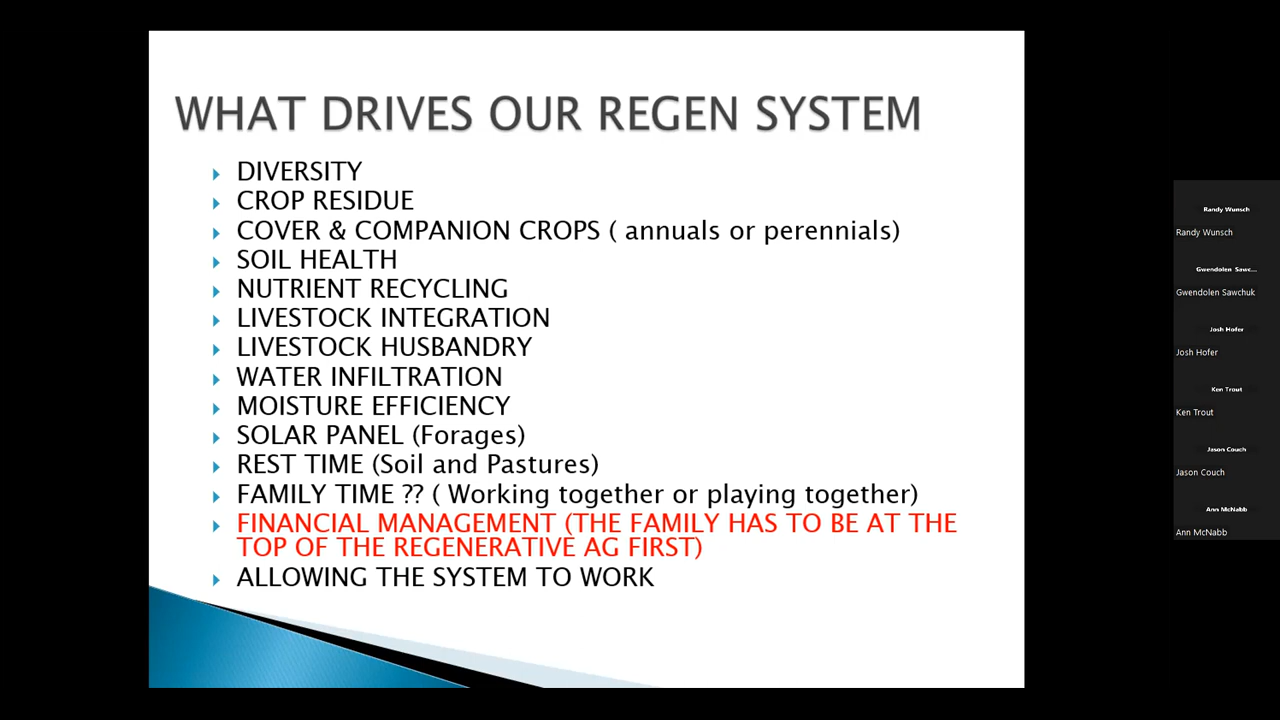 WHAT DRIVES OUR REGEN SYSTEM
DIVERSITY
CROP RESIDUE
COVER & COMPANION CROPS ( annuals or perennials)
SOIL HEALTH
NUTRIENT RECYCLING
LIVESTOCK INTEGRATION
LIVESTOCK HUSBANDRY
WATER INFILTRATION
MOISTURE EFFICIENCY
SOLAR PANEL (Forages)
REST TIME (Soil and Pastures)
FAMILY TIME ?? ( Working together or playing together)
FINANCIAL MANAGEMENT (THE FAMILY HAS TO BE AT THE
TOP OF THE REGENERATIVE AG FIRST)
ALLOWING THE SYSTEM TO WORK
Randy Wunsch
Randy Wunsch
Gwendolen Sawc...
Gwendolen Sawchuk
Josh Hofer
Josh Hofer
Ken Trout
Ken Trout
Jason Couch
Jason Couch
Ann McNabb
Ann McNabb